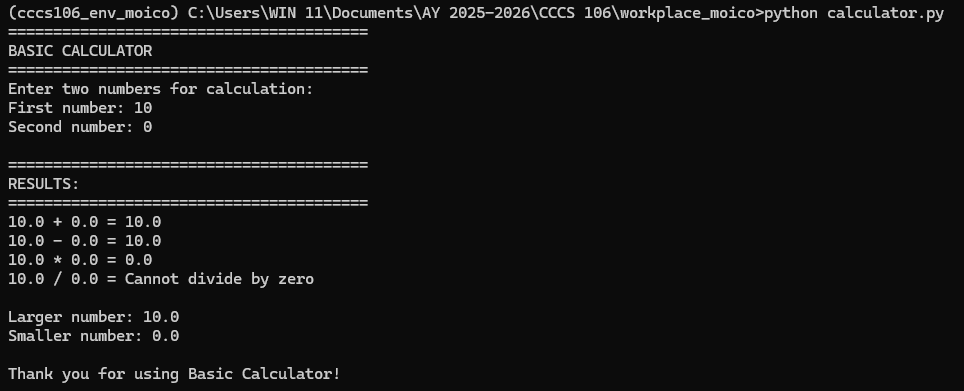 (cccs106_env_moico) C:\Users\WIN 11\Documents\AY 2025-2026\CCCS 106\workplace_moico>python calculator.py
========================================
BASIC CALCULATOR
========================================
Enter two numbers for calculation:
First number: 10
Second number: 0

========================================
RESULTS:
========================================
10.0 + 0.0 = 10.0
10.0 - 0.0 = 10.0
10.0 * 0.0 = 0.0
10.0 / 0.0 = Cannot divide by zero

Larger number: 10.0
Smaller number: 0.0

Thank you for using Basic Calculator!